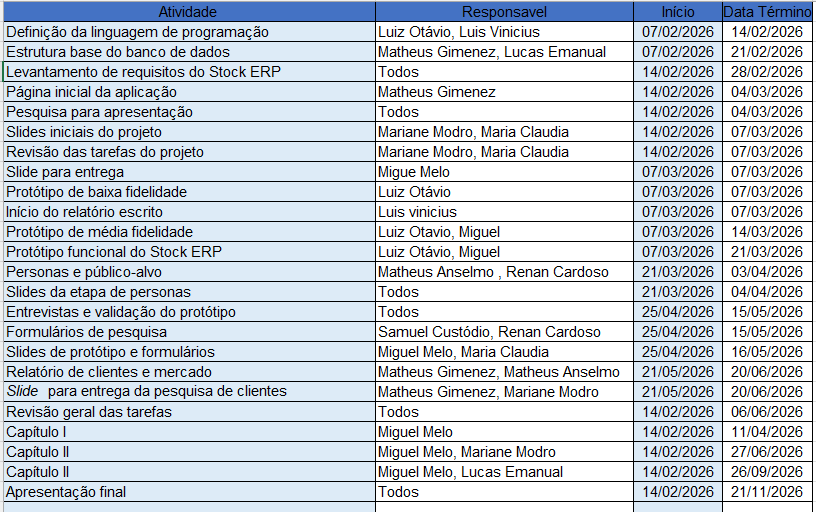 Atividade Responsavel Início Data Término
Definição da linguagem de programação Luiz Otávio, Luis Vinicius 07/02/2026 14/02/2026
Estrutura base do banco de dados Matheus Gimenez, Lucas Emanual 07/02/2026 21/02/2026
Levantamento de requisitos do Stock ERP Todos 14/02/2026 28/02/2026
Página inicial da aplicação Matheus Gimenez 14/02/2026 04/03/2026
Pesquisa para apresentação Todos 14/02/2026 04/03/2026
Slides iniciais do projeto Mariane Modro, Maria Claudia 14/02/2026 07/03/2026
Revisão das tarefas do projeto Mariane Modro, Maria Claudia 14/02/2026 07/03/2026
Slide para entrega Migue Melo 07/03/2026 07/03/2026
Protótipo de baixa fidelidade Luiz Otávio 07/03/2026 07/03/2026
Início do relatório escrito Luis vinicius 07/03/2026 07/03/2026
Protótipo de média fidelidade Luiz Otavio, Miguel 07/03/2026 14/03/2026
Protótipo funcional do Stock ERP Luiz Otavio, Miguel 07/03/2026 21/03/2026
Personas e público-alvo Matheus Anselmo , Renan Cardoso 21/03/2026 03/04/2026
Slides da etapa de personas Todos 21/03/2026 04/04/2026
Entrevistas e validação do protótipo Todos 25/04/2026 15/05/2026
Formulários de pesquisa Samuel Custódio, Renan Cardoso 25/04/2026 15/05/2026
Slides de protótipo e formulários Miguel Melo, Maria Claudia 25/04/2026 16/05/2026
Relatório de clientes e mercado Matheus Gimenez, Matheus Anselmo 21/05/2026 20/06/2026
Slide para entrega da pesquisa de clientes Matheus Gimenez, Mariane Modro 21/05/2026 20/06/2026
Revisão geral das tarefas Todos 14/02/2026 06/06/2026
Capítulo I Miguel Melo 14/02/2026 11/04/2026
Capítulo II Miguel Melo, Mariane Modro 14/02/2026 27/06/2026
Capítulo II Miguel Melo, Lucas Emanual 14/02/2026 26/09/2026
Apresentação final Todos 14/02/2026 21/11/2026